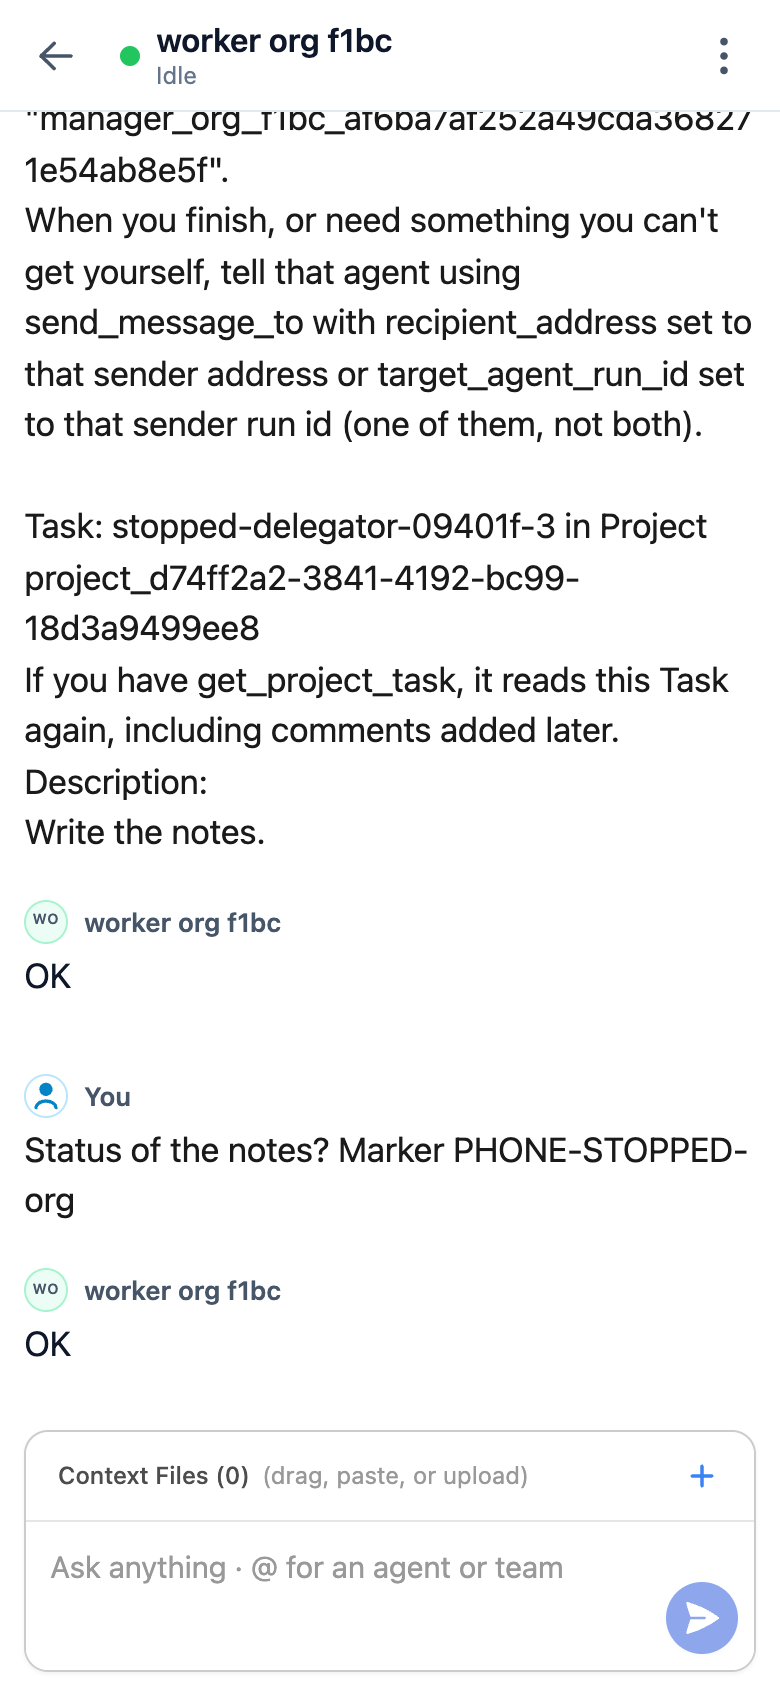 worker org f1bc
Idle
"manager_org_f1bc_af6ba7af252a49cda36827
1e54ab8e5f".
When you finish, or need something you can't
get yourself, tell that agent using
send_message_to with recipient_address set to
that sender address or target_agent_run_id set
to that sender run id (one of them, not both).
Task: stopped-delegator-09401f-3 in Project
project_d74ff2a2-3841-4192-bc99-
18d3a9499ee8
If you have get_project_task, it reads this Task
again, including comments added later.
Description:
Write the notes.
WO worker org f1bc
OK
You
Status of the notes? Marker PHONE-STOPPED-
org
WO worker org f1bc
OK
Context Files (0) (drag, paste, or upload)
Ask anything · @ for an agent or team